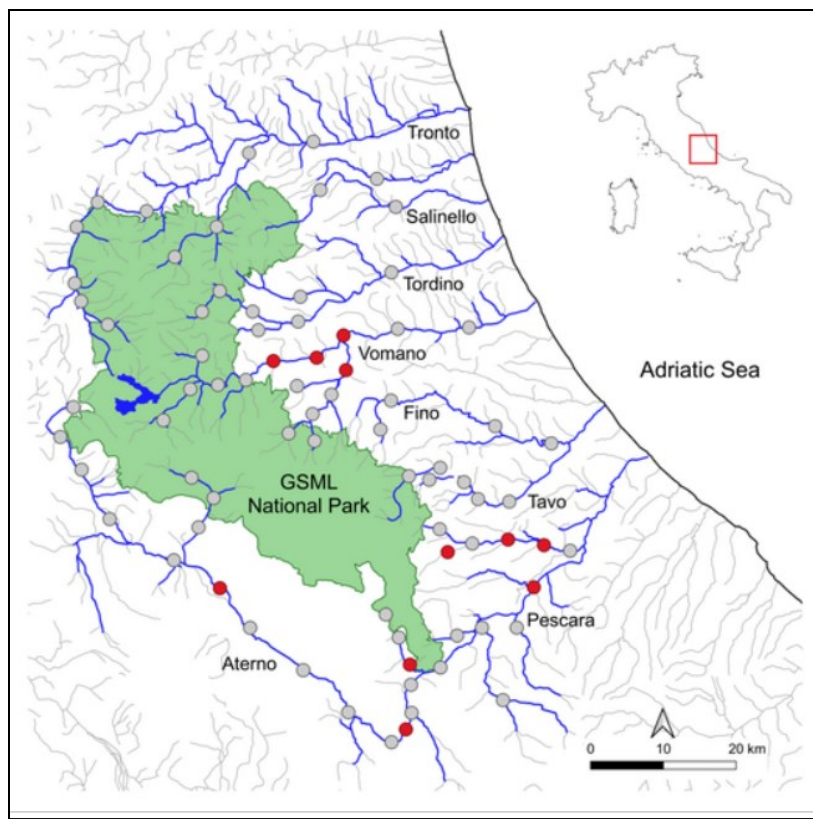 Tronto
Salinello
Tordino
Adriatic Sea
Vomano
Fino
GSML
National Park
Tavo
Pescara
Aterno
0 10 20 km